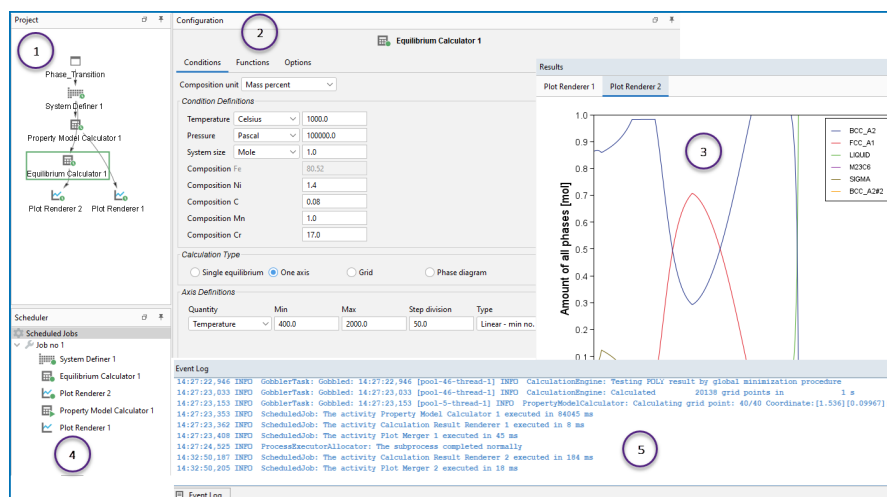 Project
1
Phase_Transition
System Definer 1
Property Model Calculator 1
Equilibrium Calculator 1
Plot Renderer 2 Plot Renderer 1
Configuration
2
Equilibrium Calculator 1
Conditions Functions Options
Composition unit Mass percent
Condition Definitions
Temperature Celsius 1000.0
Pressure Pascal 100000.0
System size Mole 1.0
Composition Fe 80.52
Composition Ni 1.4
Composition C 0.08
Composition Mn 1.0
Composition Cr 17.0
Calculation Type
Single equilibrium One axis Grid Phase diagram
Axis Definitions
Quantity Min Max Step division Type
Temperature 400.0 2000.0 50.0 Linear - min no.
Results
Plot Renderer 1 Plot Renderer 2
3
Amount of all phases [mol]
1.0
0.9
0.8
0.7
0.6
0.5
0.4
0.3
0.2
0.1
BCC_A2
FCC_A1
LIQUID
M23C6
SIGMA
BCC_A2#2
Scheduler
Scheduled Jobs
Job no 1
System Definer 1
Equilibrium Calculator 1
Plot Renderer 2
Property Model Calculator 1
Plot Renderer 1
4
Event Log
14:27:22,946 INFO GobblerTask: Gobbled: 14:27:22,946 [pool-46-thread-1] INFO CalculationEngine: Testing POLY result by global minimization procedure
14:27:23,033 INFO GobblerTask: Gobbled: 14:27:23,033 [pool-46-thread-1] INFO CalculationEngine: Calculated 20138 grid points in 1 s
14:27:23,153 INFO GobblerTask: Gobbled: 14:27:23,153 [pool-5-thread-1] INFO PropertyModelCalculator: Calculating grid point: 40/40 Coordinate:[1.536][0.09967]
14:27:23,353 INFO ScheduledJob: The activity Property Model Calculator 1 executed in 84045 ms
14:27:23,362 INFO ScheduledJob: The activity Calculation Result Renderer 1 executed in 8 ms
14:27:23,408 INFO ScheduledJob: The activity Plot Merger 1 executed in 45 ms
14:27:24,525 INFO ProcessExecutorAllocator: The subprocess completed normally
14:32:50,187 INFO ScheduledJob: The activity Calculation Result Renderer 2 executed in 184 ms
14:32:50,205 INFO ScheduledJob: The activity Plot Merger 2 executed in 18 ms
5
Event Log